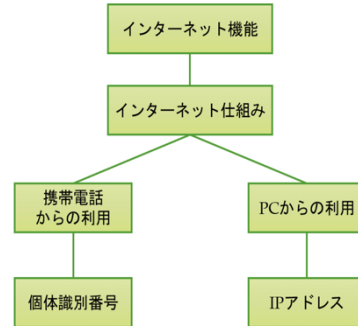 インターネット機能
インターネット仕組み
携帯電話
からの利用
PCからの利用
個体識別番号
IPアドレス